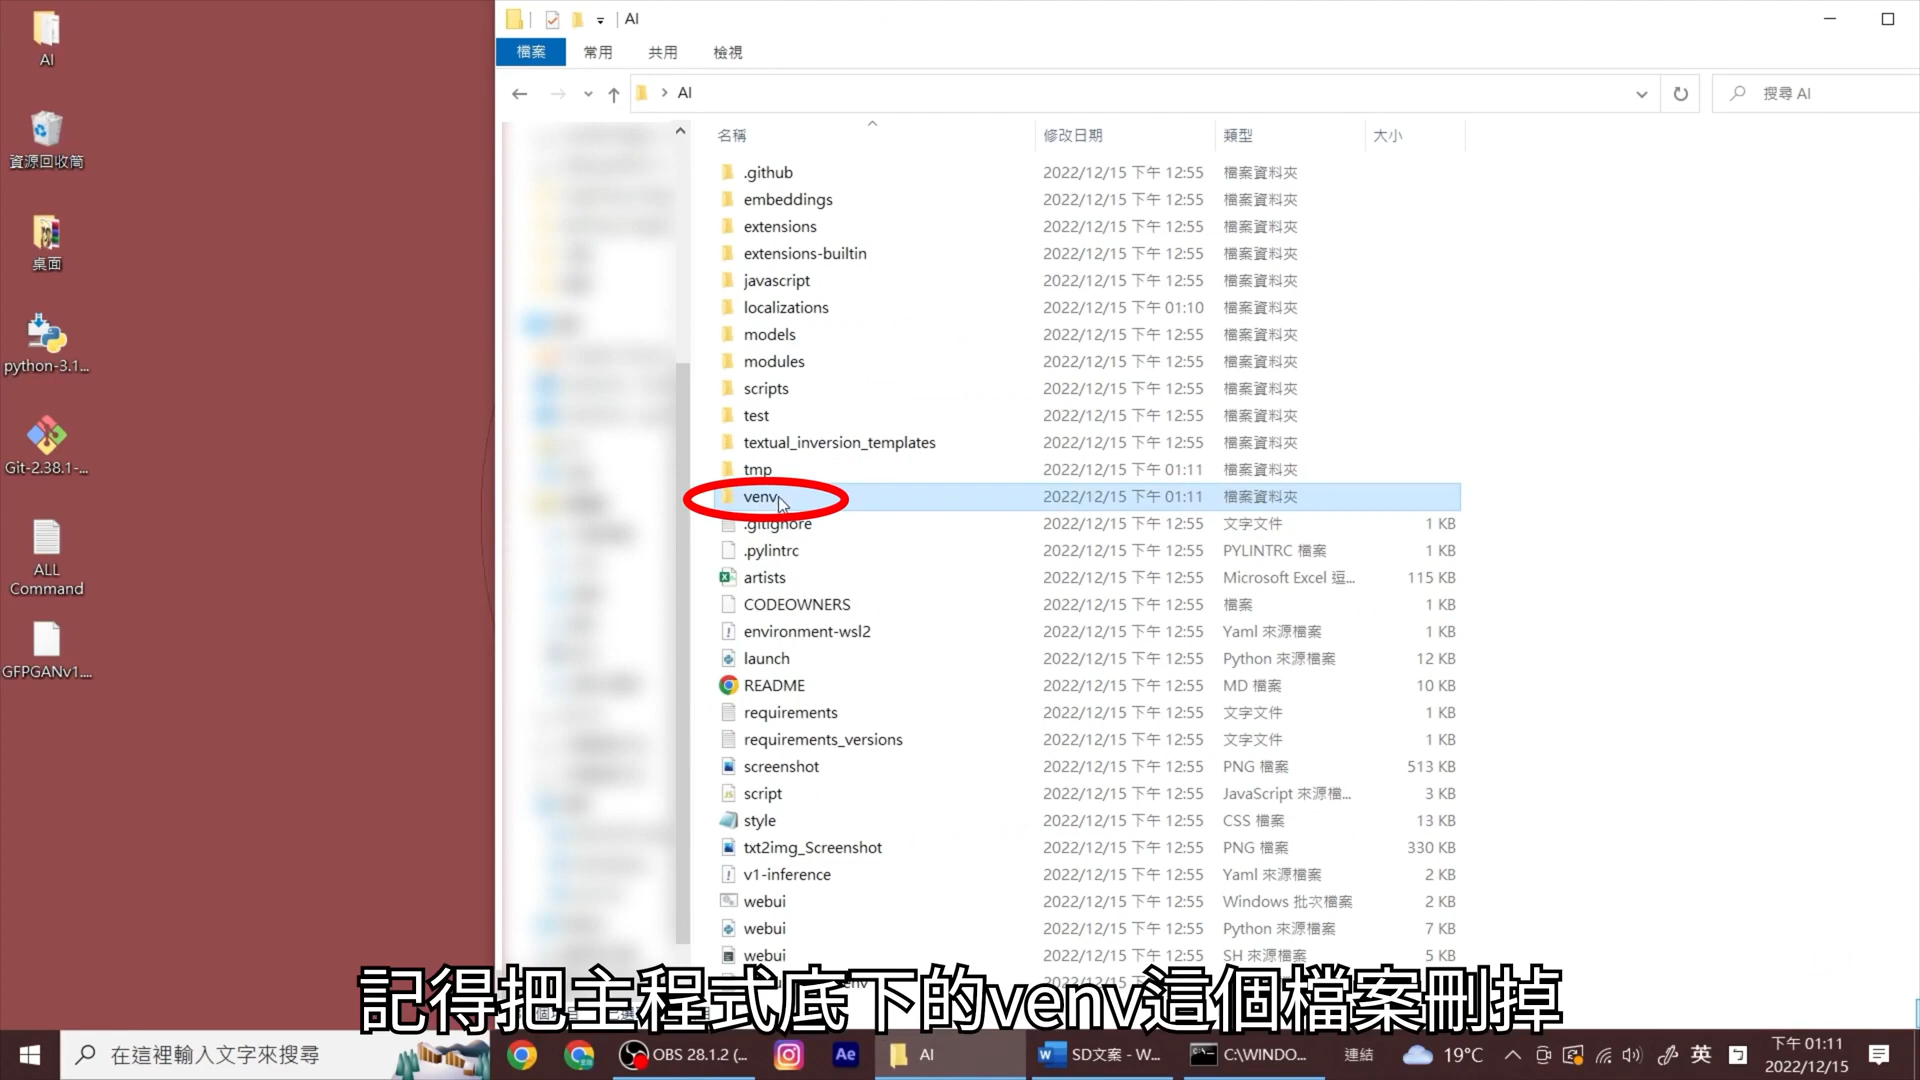 AI
檔案
常用
共用
檢視
AI
搜尋 AI
名稱
修改日期
類型
大小
.github 2022/12/15 下午 12:55 檔案資料夾
embeddings 2022/12/15 下午 12:55 檔案資料夾
extensions 2022/12/15 下午 12:55 檔案資料夾
extensions-builtin 2022/12/15 下午 12:55 檔案資料夾
javascript 2022/12/15 下午 12:55 檔案資料夾
localizations 2022/12/15 下午 01:10 檔案資料夾
models 2022/12/15 下午 12:55 檔案資料夾
modules 2022/12/15 下午 12:55 檔案資料夾
scripts 2022/12/15 下午 12:55 檔案資料夾
test 2022/12/15 下午 12:55 檔案資料夾
textual_inversion_templates 2022/12/15 下午 12:55 檔案資料夾
tmp 2022/12/15 下午 01:11 檔案資料夾
venv 2022/12/15 下午 01:11 檔案資料夾
.gitignore 2022/12/15 下午 12:55 文字文件 1 KB
.pylintrc 2022/12/15 下午 12:55 PYLINTRC 檔案 1 KB
artists 2022/12/15 下午 12:55 Microsoft Excel 逗... 115 KB
CODEOWNERS 2022/12/15 下午 12:55 檔案 1 KB
environment-wsl2 2022/12/15 下午 12:55 Yaml 來源檔案 1 KB
launch 2022/12/15 下午 12:55 Python 來源檔案 12 KB
README 2022/12/15 下午 12:55 MD 檔案 10 KB
requirements 2022/12/15 下午 12:55 文字文件 1 KB
requirements_versions 2022/12/15 下午 12:55 文字文件 1 KB
screenshot 2022/12/15 下午 12:55 PNG 檔案 513 KB
script 2022/12/15 下午 12:55 JavaScript 來源檔... 3 KB
style 2022/12/15 下午 12:55 CSS 檔案 13 KB
txt2img_Screenshot 2022/12/15 下午 12:55 PNG 檔案 330 KB
v1-inference 2022/12/15 下午 12:55 Yaml 來源檔案 2 KB
webui 2022/12/15 下午 12:55 Windows 批次檔案 2 KB
webui 2022/12/15 下午 12:55 Python 來源檔案 7 KB
webui 2022/12/15 下午 12:55 SH 來源檔案 5 KB
AI
資源回收筒
桌面
python-3.1...
Git-2.38.1-...
ALL
Command
GFPGANv1....
記得把主程式底下的venv這個檔案刪掉
在這裡輸入文字來搜尋
OBS 28.1.2 (...
Ae
AI
SD文案 - W...
C:\WINDO...
連結
19°C
英
下午 01:11
2022/12/15